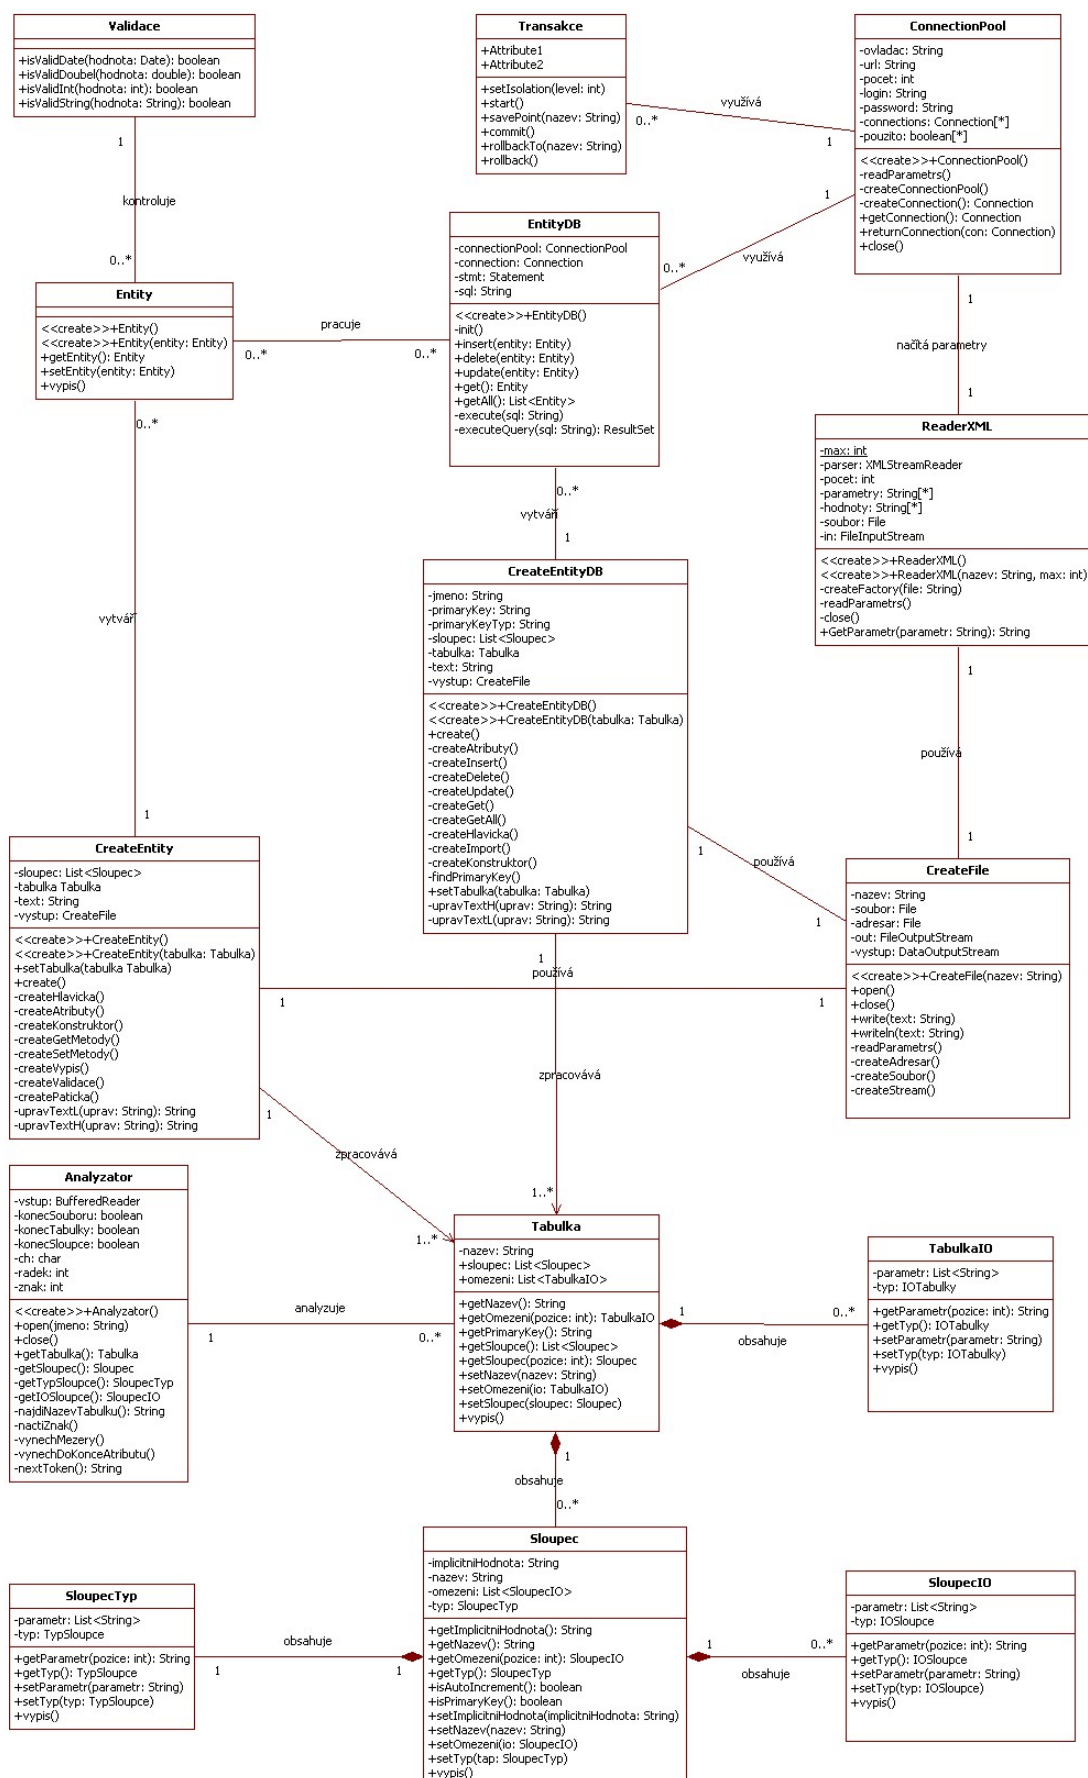 Validace
+isValidDate(hodnota: Date): boolean
+isValidDoubel(hodnota: double): boolean
+isValidInt(hodnota: int): boolean
+isValidString(hodnota: String): boolean
1
kontroluje
0..*
Transakce
+Attribute1
+Attribute2
+setIsolation(level: int)
+start()
+savePoint(nazev: String)
+commit()
+rollbackTo(nazev: String)
+rollback()
využívá
0..*
1
ConnectionPool
-ovladac: String
-url: String
-pocet: int
-login: String
-password: String
-connections: Connection[*]
-pouzito: boolean[*]
<<create>>+ConnectionPool()
-readParametrs()
-createConnectionPool()
-createConnection(): Connection
+getConnection(): Connection
+returnConnection(con: Connection)
+close()
1
využívá
0..*
EntityDB
-connectionPool: ConnectionPool
-connection: Connection
-stmt: Statement
-sql: String
<<create>>+EntityDB()
-init()
+insert(entity: Entity)
+delete(entity: Entity)
+update(entity: Entity)
+get(): Entity
+getAll(): List<Entity>
-execute(sql: String)
-executeQuery(sql: String): ResultSet
Entity
<<create>>+Entity()
<<create>>+Entity(entity: Entity)
+getEntity(): Entity
+setEntity(entity: Entity)
+vypis()
pracuje
0..*
0..*
1
načítá parametry
1
ReaderXML
-max: int
-parser: XMLStreamReader
-pocet: int
-parametry: String[*]
-hodnoty: String[*]
-soubor: File
-in: FileInputStream
<<create>>+ReaderXML()
<<create>>+ReaderXML(nazev: String, max: int)
-createFactory(file: String)
-readParametrs()
-close()
+GetParametr(parametr: String): String
0..*
vytváří
1
0..*
vytváří
1
CreateEntityDB
-jmeno: String
-primaryKey: String
-primaryKeyTyp: String
-sloupec: List<Sloupec>
-tabulka: Tabulka
-text: String
-vystup: CreateFile
<<create>>+CreateEntityDB()
<<create>>+CreateEntityDB(tabulka: Tabulka)
+create()
-createAtributy()
-createInsert()
-createDelete()
-createUpdate()
-createGet()
-createGetAll()
-createHlavicka()
-createImport()
-createKonstruktor()
-findPrimaryKey()
+setTabulka(tabulka: Tabulka)
-upravTextH(uprav: String): String
-upravTextL(uprav: String): String
1
používá
1
1
používá
1
CreateEntity
-sloupec: List<Sloupec>
-tabulka Tabulka
-text: String
-vystup: CreateFile
<<create>>+CreateEntity()
<<create>>+CreateEntity(tabulka: Tabulka)
+setTabulka(tabulka Tabulka)
+create()
-createHlavicka()
-createAtributy()
-createKonstruktor()
-createGetMetody()
-createSetMetody()
-createVypis()
-createValidace()
-createPaticka()
-upravTextL(uprav: String): String
-upravTextH(uprav: String): String
CreateFile
-nazev: String
-soubor: File
-adresar: File
-out: FileOutputStream
-vystup: DataOutputStream
<<create>>+CreateFile(nazev: String)
+open()
+close()
+write(text: String)
+writeln(text: String)
-readParametrs()
-createAdresar()
-createSoubor()
-createStream()
1
používá
1
1
zpracovává
1..*
1
zpracovává
1..*
Analyzator
-vstup: BufferedReader
-konecSouboru: boolean
-konecTabulky: boolean
-konecSloupce: boolean
-ch: char
-radek: int
-znak: int
<<create>>+Analyzator()
+open(jmeno: String)
+close()
+getTabulka(): Tabulka
-getSloupec(): Sloupec
-getTypSloupce(): SloupecTyp
-getIOSloupce(): SloupecIO
-najdiNazevTabulku(): String
-nactiZnak()
-vynechMezery()
-vynechDoKonceAtributu()
-nextToken(): String
analyzuje
1
0..*
Tabulka
-nazev: String
+sloupec: List<Sloupec>
+omezeni: List<TabulkaIO>
+getNazev(): String
+getOmezeni(pozice: int): TabulkaIO
+getPrimaryKey(): String
+getSloupce(): List<Sloupec>
+getSloupec(pozice: int): Sloupec
+setNazev(nazev: String)
+setOmezeni(io: TabulkaIO)
+setSloupec(sloupec: Sloupec)
+vypis()
1
0..*
obsahuje
TabulkaIO
-parametr: List<String>
-typ: IOTabulky
+getParametr(pozice: int): String
+getTyp(): IOTabulky
+setParametr(parametr: String)
+setTyp(typ: IOTabulky)
+vypis()
1
obsahuje
0..*
Sloupec
-implicitniHodnota: String
-nazev: String
-omezeni: List<SloupecIO>
-typ: SloupecTyp
+getImplicitniHodnota(): String
+getNazev(): String
+getOmezeni(pozice: int): SloupecIO
+getTyp(): SloupecTyp
+isAutoIncrement(): boolean
+isPrimaryKey(): boolean
+setImplicitniHodnota(implicitniHodnota: String)
+setNazev(nazev: String)
+setOmezeni(io: SloupecIO)
+setTyp(tap: SloupecTyp)
+vypis()
SloupecTyp
-parametr: List<String>
-typ: TypSloupce
+getParametr(pozice: int): String
+getTyp(): TypSloupce
+setParametr(parametr: String)
+setTyp(typ: TypSloupce)
+vypis()
obsahuje
1
1
SloupecIO
-parametr: List<String>
-typ: IOSloupce
+getParametr(pozice: int): String
+getTyp(): IOSloupce
+setParametr(parametr: String)
+setTyp(typ: IOSloupce)
+vypis()
1
0..*
obsahuje